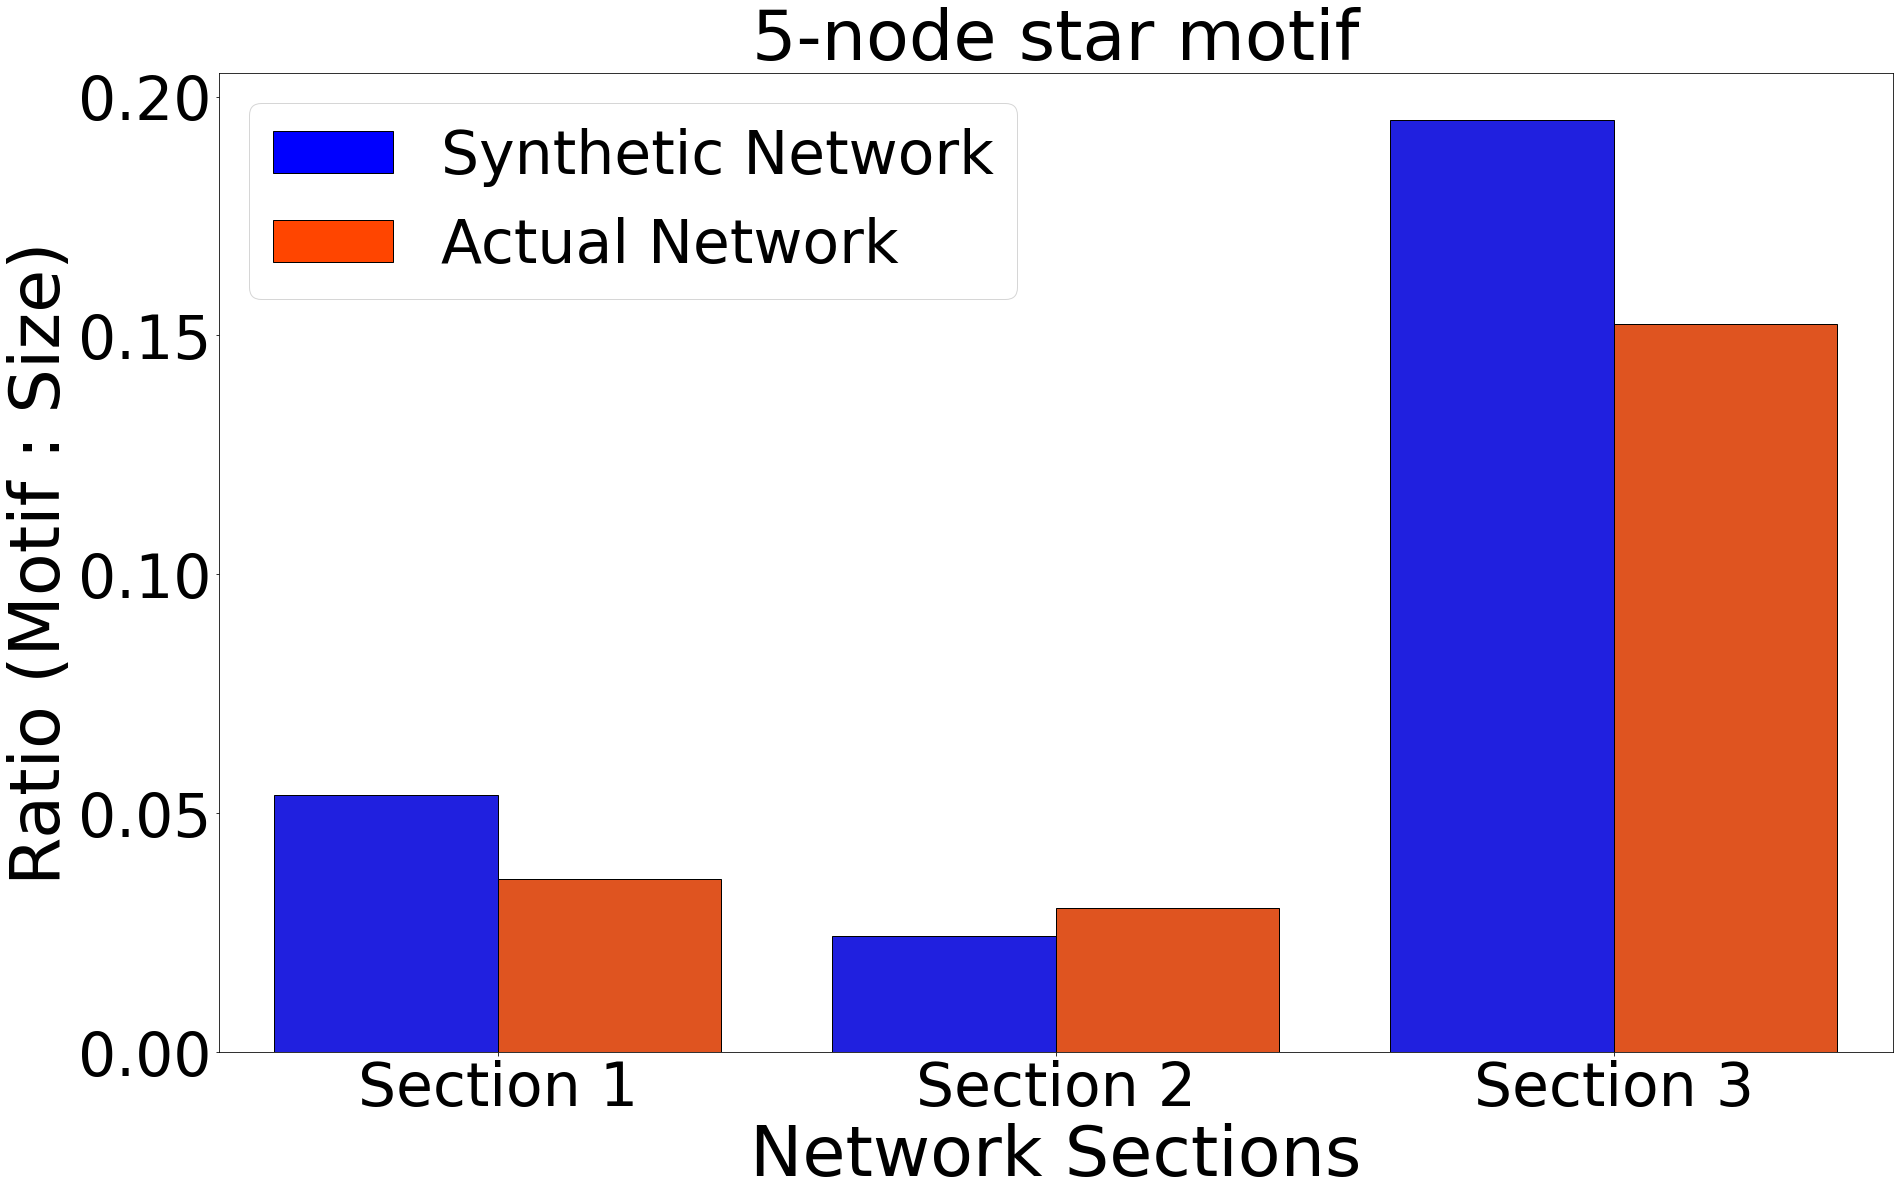 5-node star motif
Synthetic Network
Actual Network
Ratio (Motif : Size)
0.20
0.15
0.10
0.05
0.00
Section 1
Section 2
Section 3
Network Sections